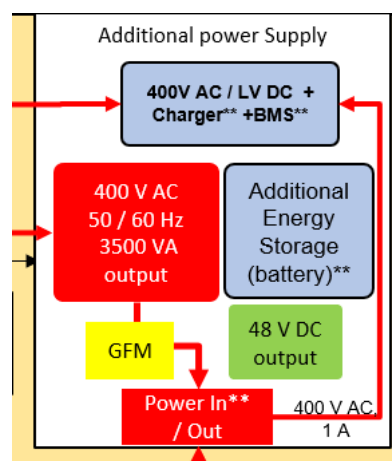 Additional power Supply
400V AC / LV DC +
Charger** +BMS**
400 V AC
50 / 60 Hz
3500 VA
output
Additional
Energy
Storage
(battery)**
GFM
48 V DC
output
Power In**
/ Out
400 V AC,
1 A